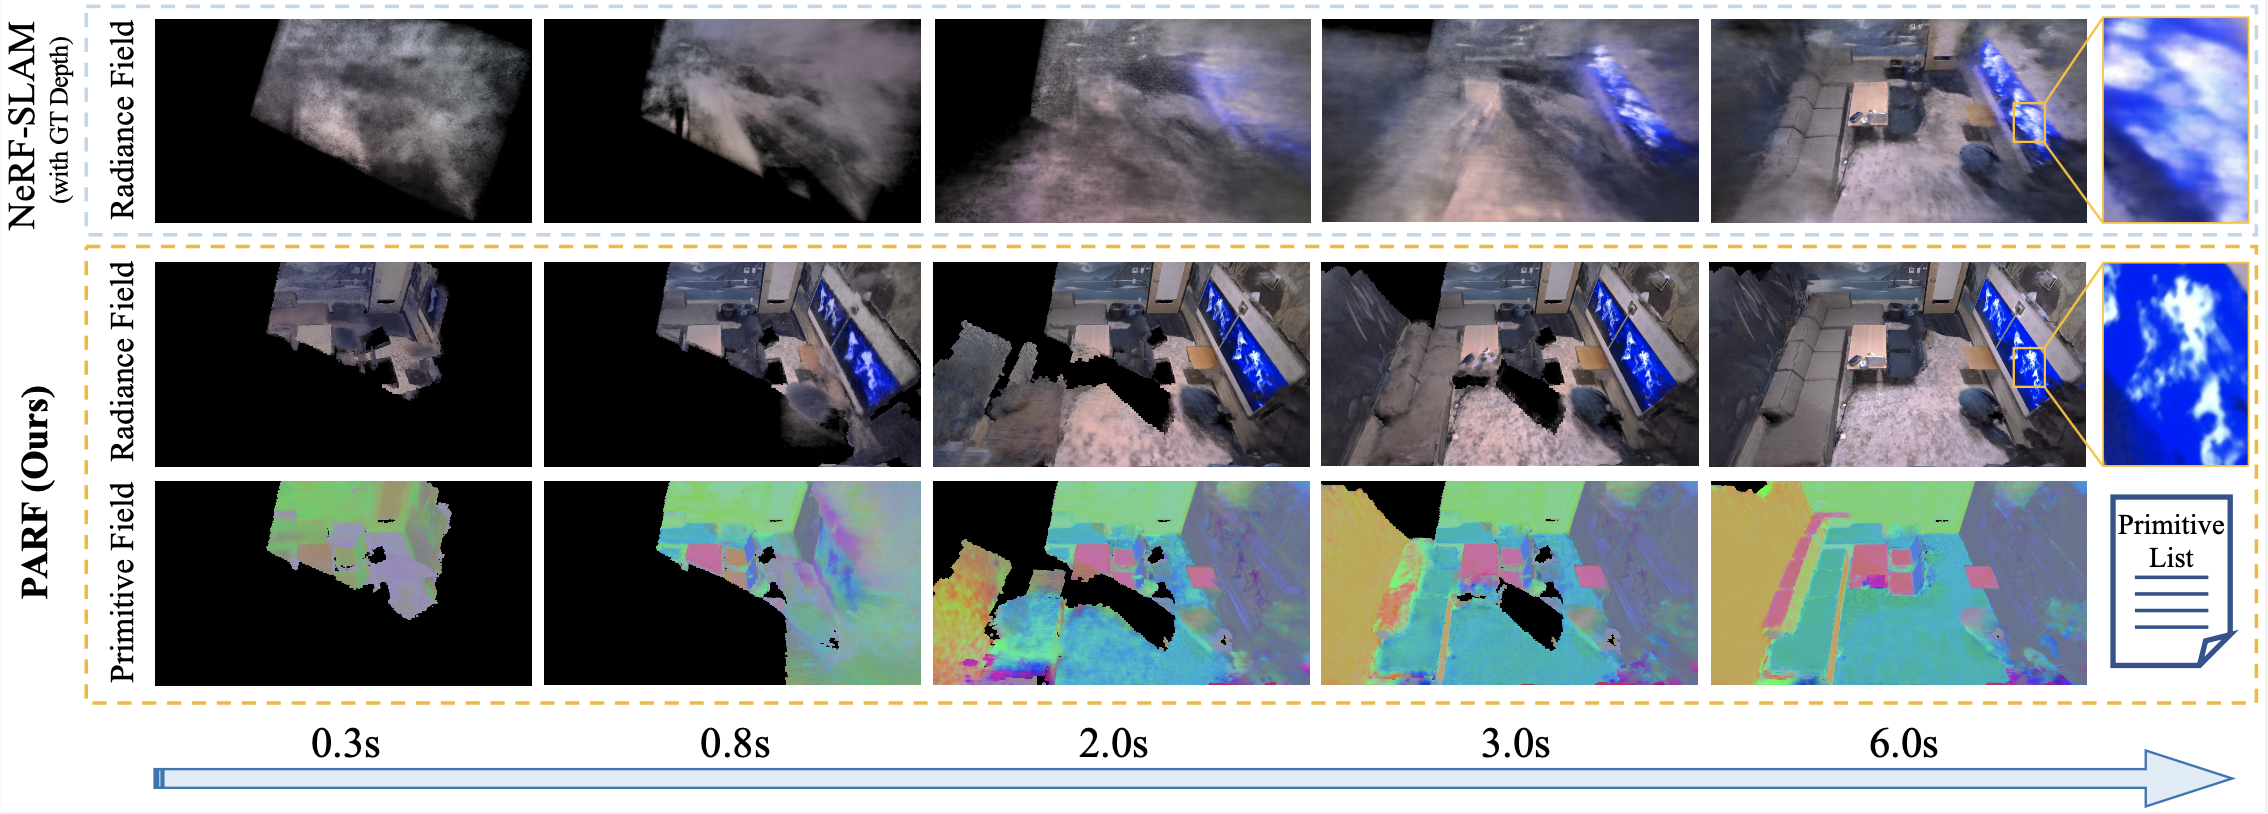 NeRF-SLAM
(with GT Depth)
Radiance Field
PARF (Ours)
Radiance Field
Primitive Field
Primitive
List
0.3s
0.8s
2.0s
3.0s
6.0s